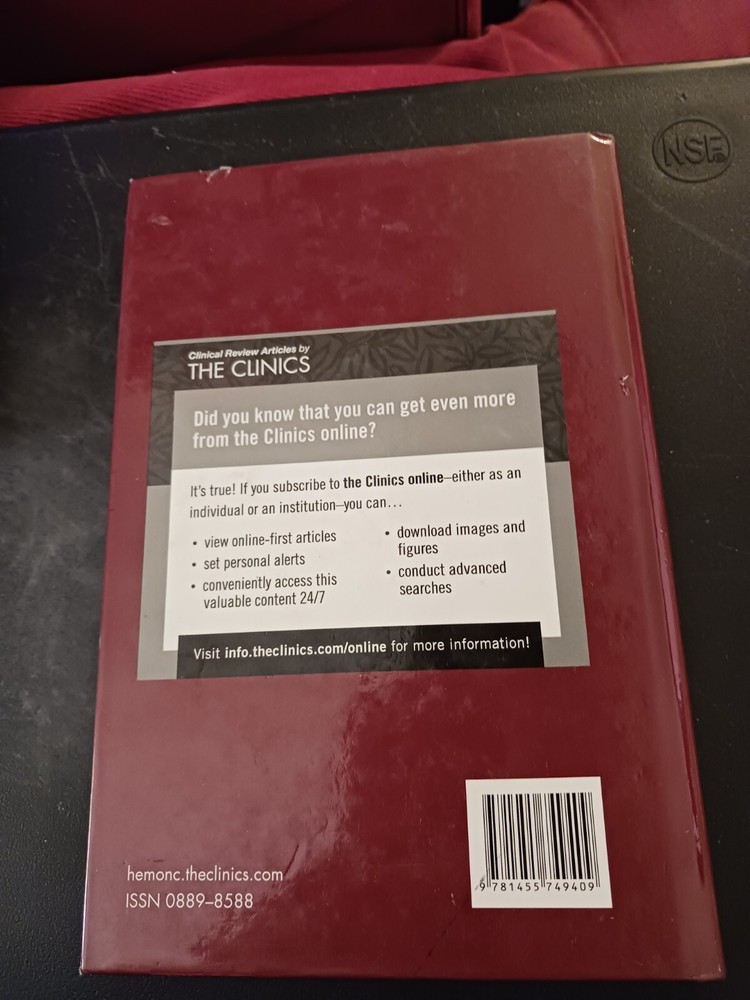 NSF
Clinical Review Articles by
THE CLINICS
Did you know that you can get even more
from the Clinics online?
It's true! If you subscribe to the Clinics online–either as an
individual or an institution–you can...
• view online-first articles
• set personal alerts
• conveniently access this
valuable content 24/7
• download images and
figures
• conduct advanced
searches
Visit info.theclinics.com/online for more information!
hemonc.theclinics.com
ISSN 0889–8588
9 781455 749409